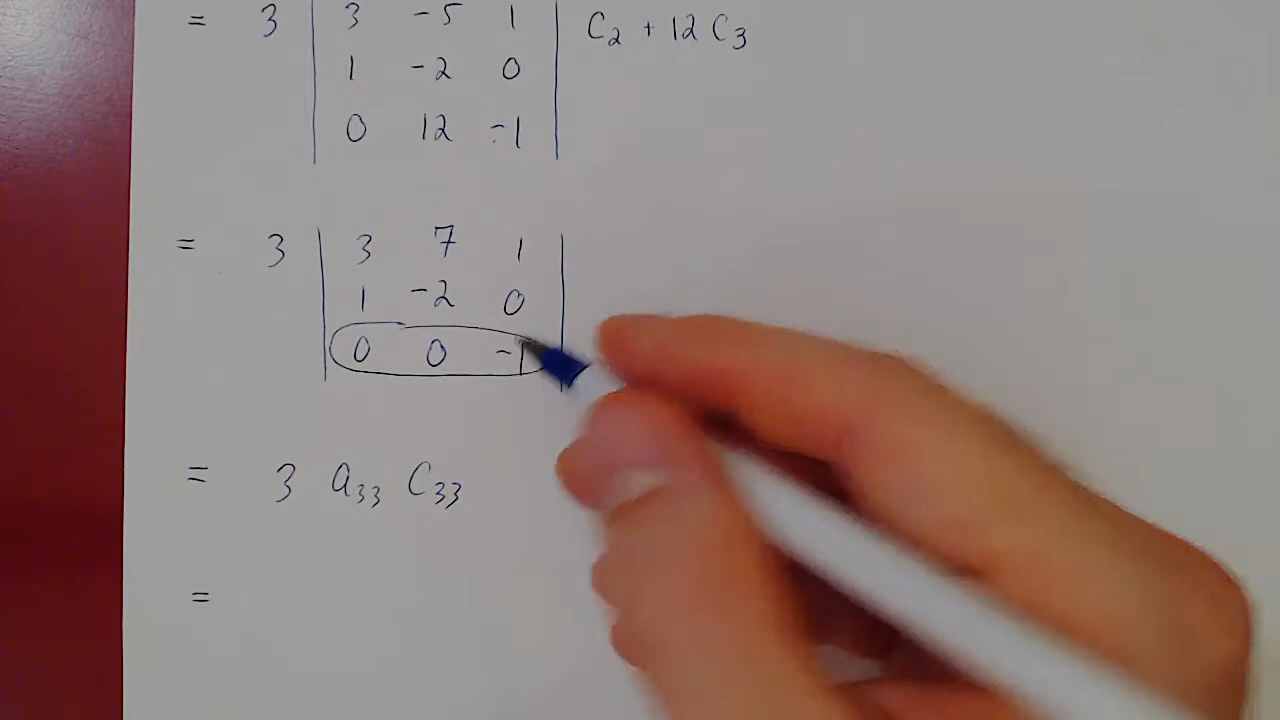 = 3 | 3 -5 1 | C₂ + 12 C₃
1 -2 0
0 12 -1
= 3 | 3 7 1 |
1 -2 0
0 0 -1
= 3 a₃₃ C₃₃
=